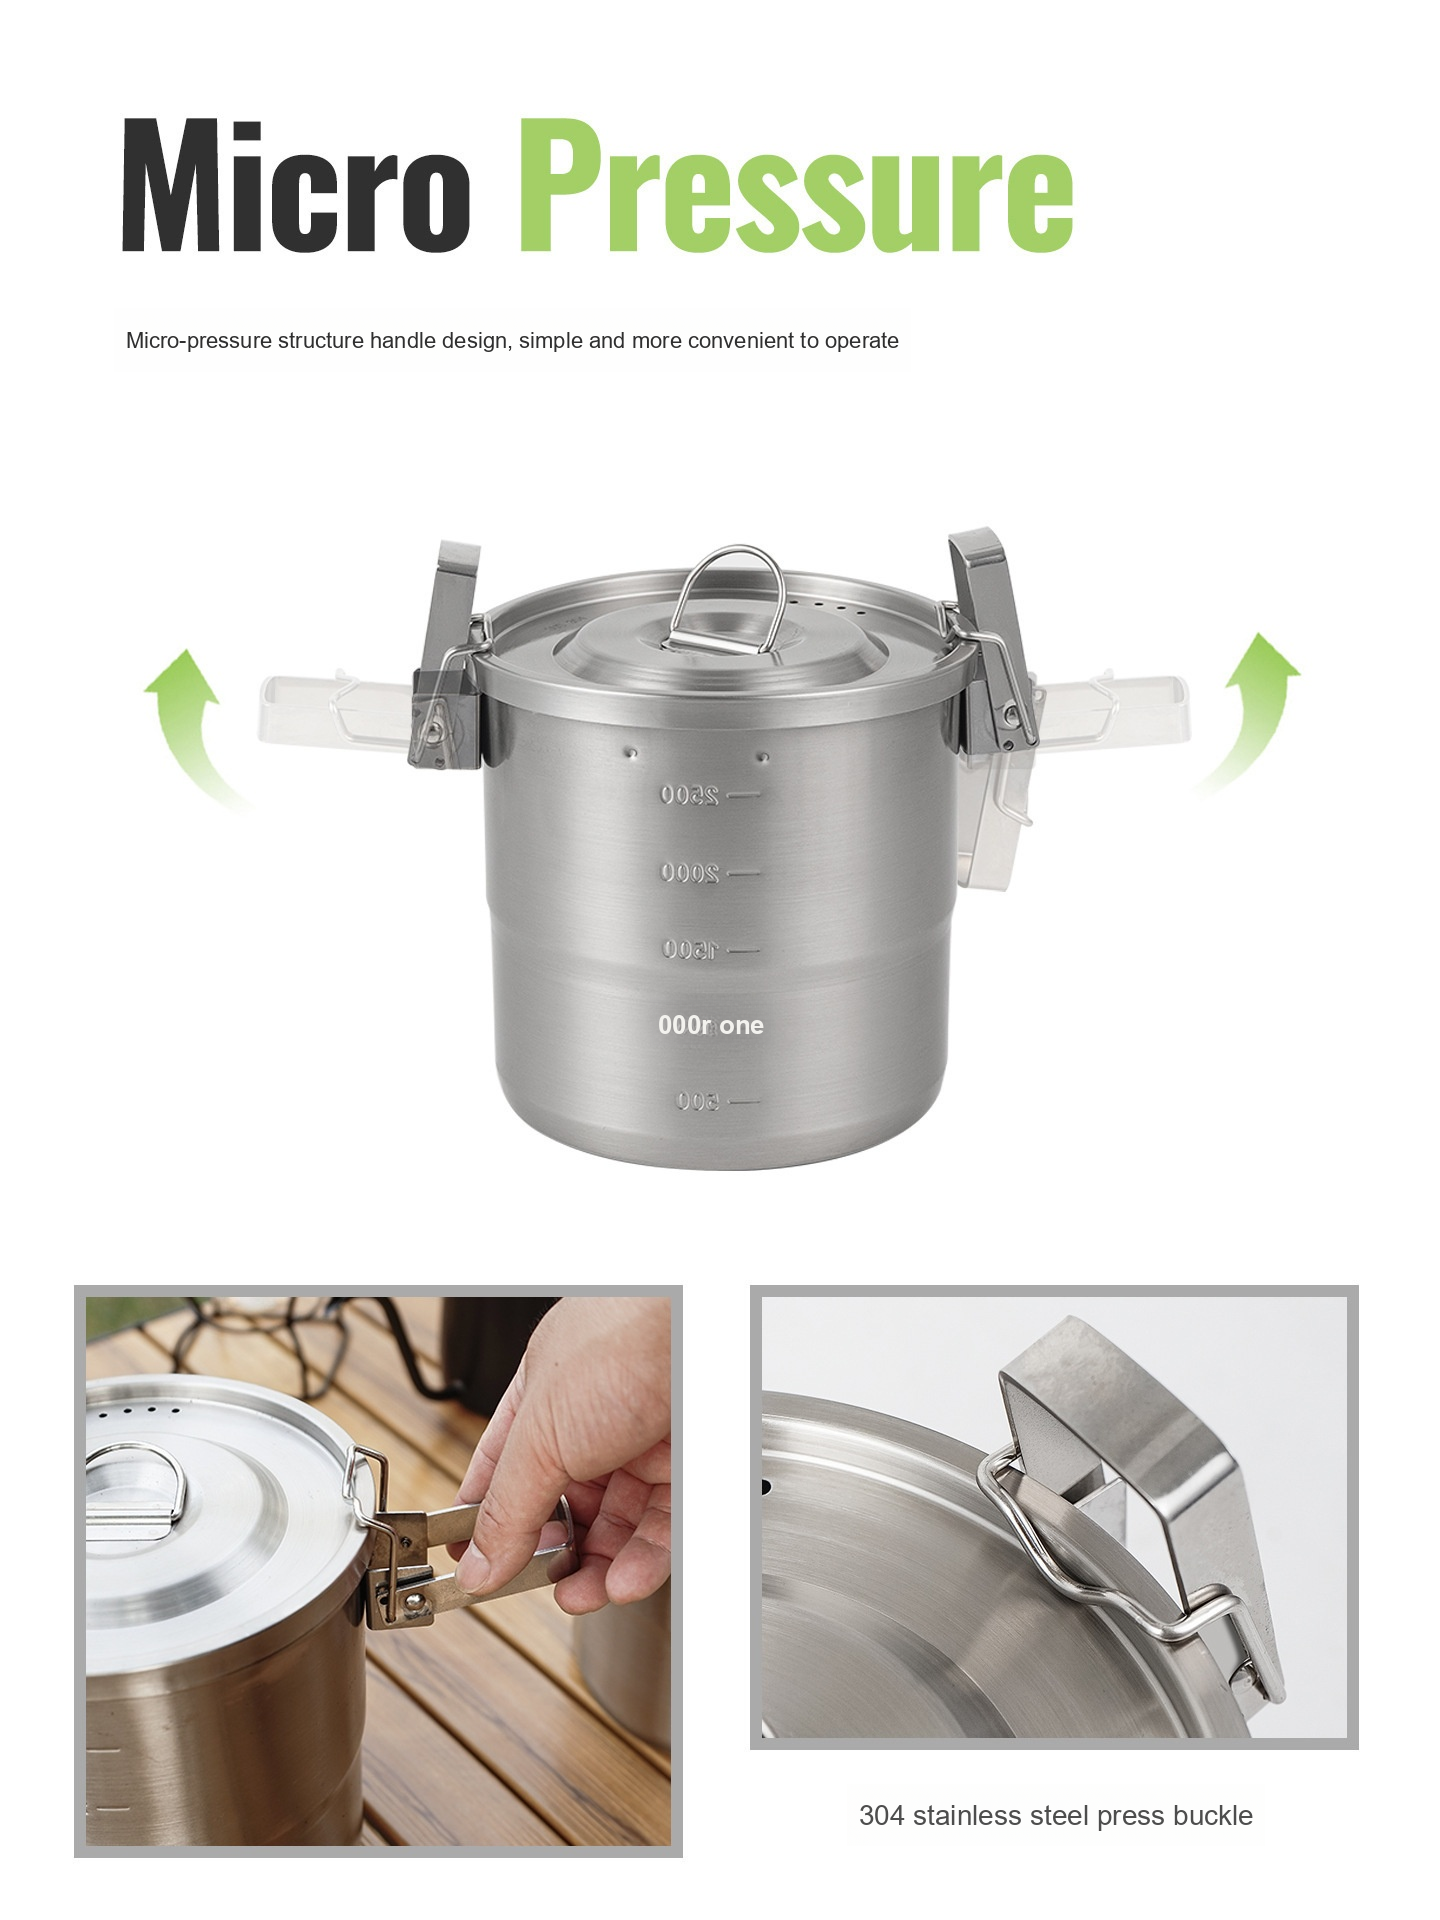 Micro Pressure
Micro-pressure structure handle design, simple and more convenient to operate
2500
2000
1500
000r one
500
304 stainless steel press buckle